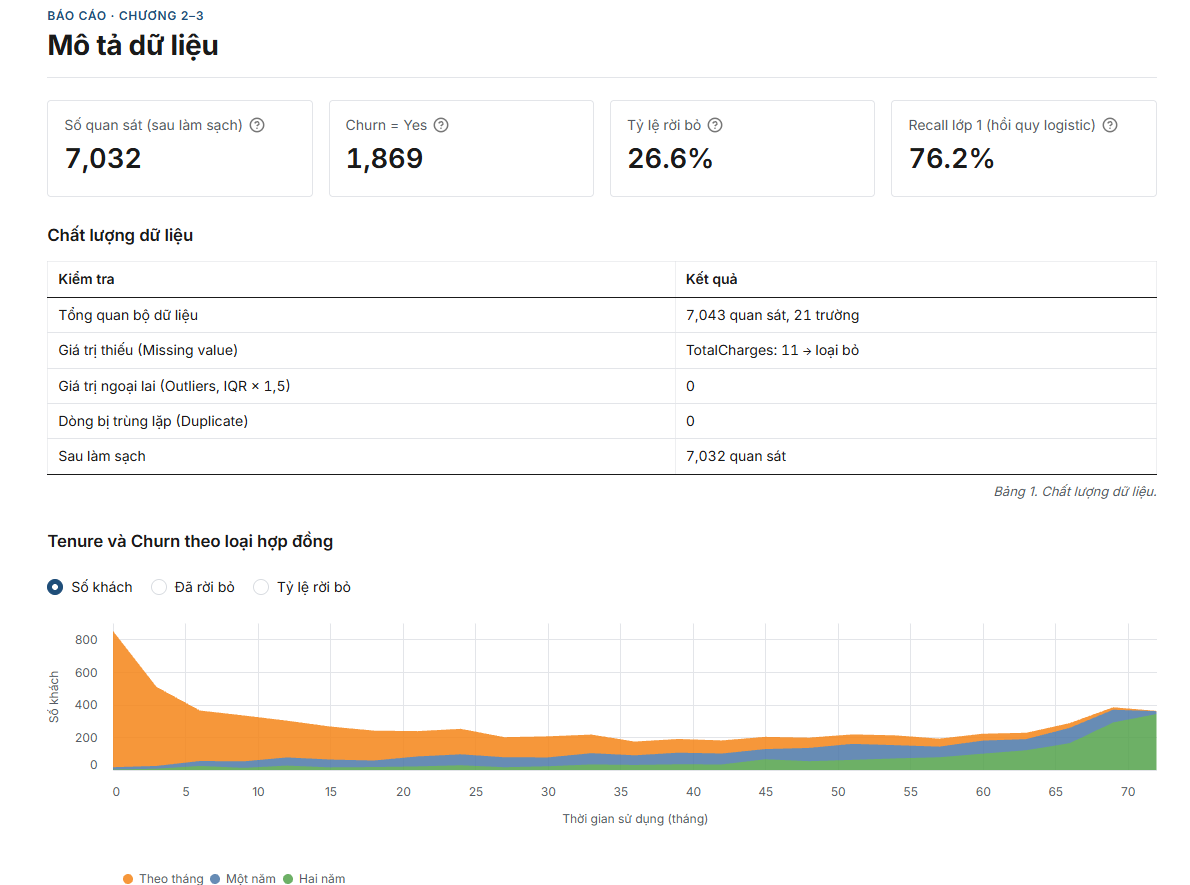 BÁO CÁO · CHƯƠNG 2–3
Mô tả dữ liệu
Số quan sát (sau làm sạch)
7,032
Churn = Yes
1,869
Tỷ lệ rời bỏ
26.6%
Recall lớp 1 (hồi quy logistic)
76.2%
Chất lượng dữ liệu
Kiểm tra Kết quả
Tổng quan bộ dữ liệu 7,043 quan sát, 21 trường
Giá trị thiếu (Missing value) TotalCharges: 11 → loại bỏ
Giá trị ngoại lai (Outliers, IQR × 1,5) 0
Dòng bị trùng lặp (Duplicate) 0
Sau làm sạch 7,032 quan sát
Bảng 1. Chất lượng dữ liệu.
Tenure và Churn theo loại hợp đồng
Số khách Đã rời bỏ Tỷ lệ rời bỏ
800
600
400
200
0
Số khách
0 5 10 15 20 25 30 35 40 45 50 55 60 65 70
Thời gian sử dụng (tháng)
Theo tháng Một năm Hai năm